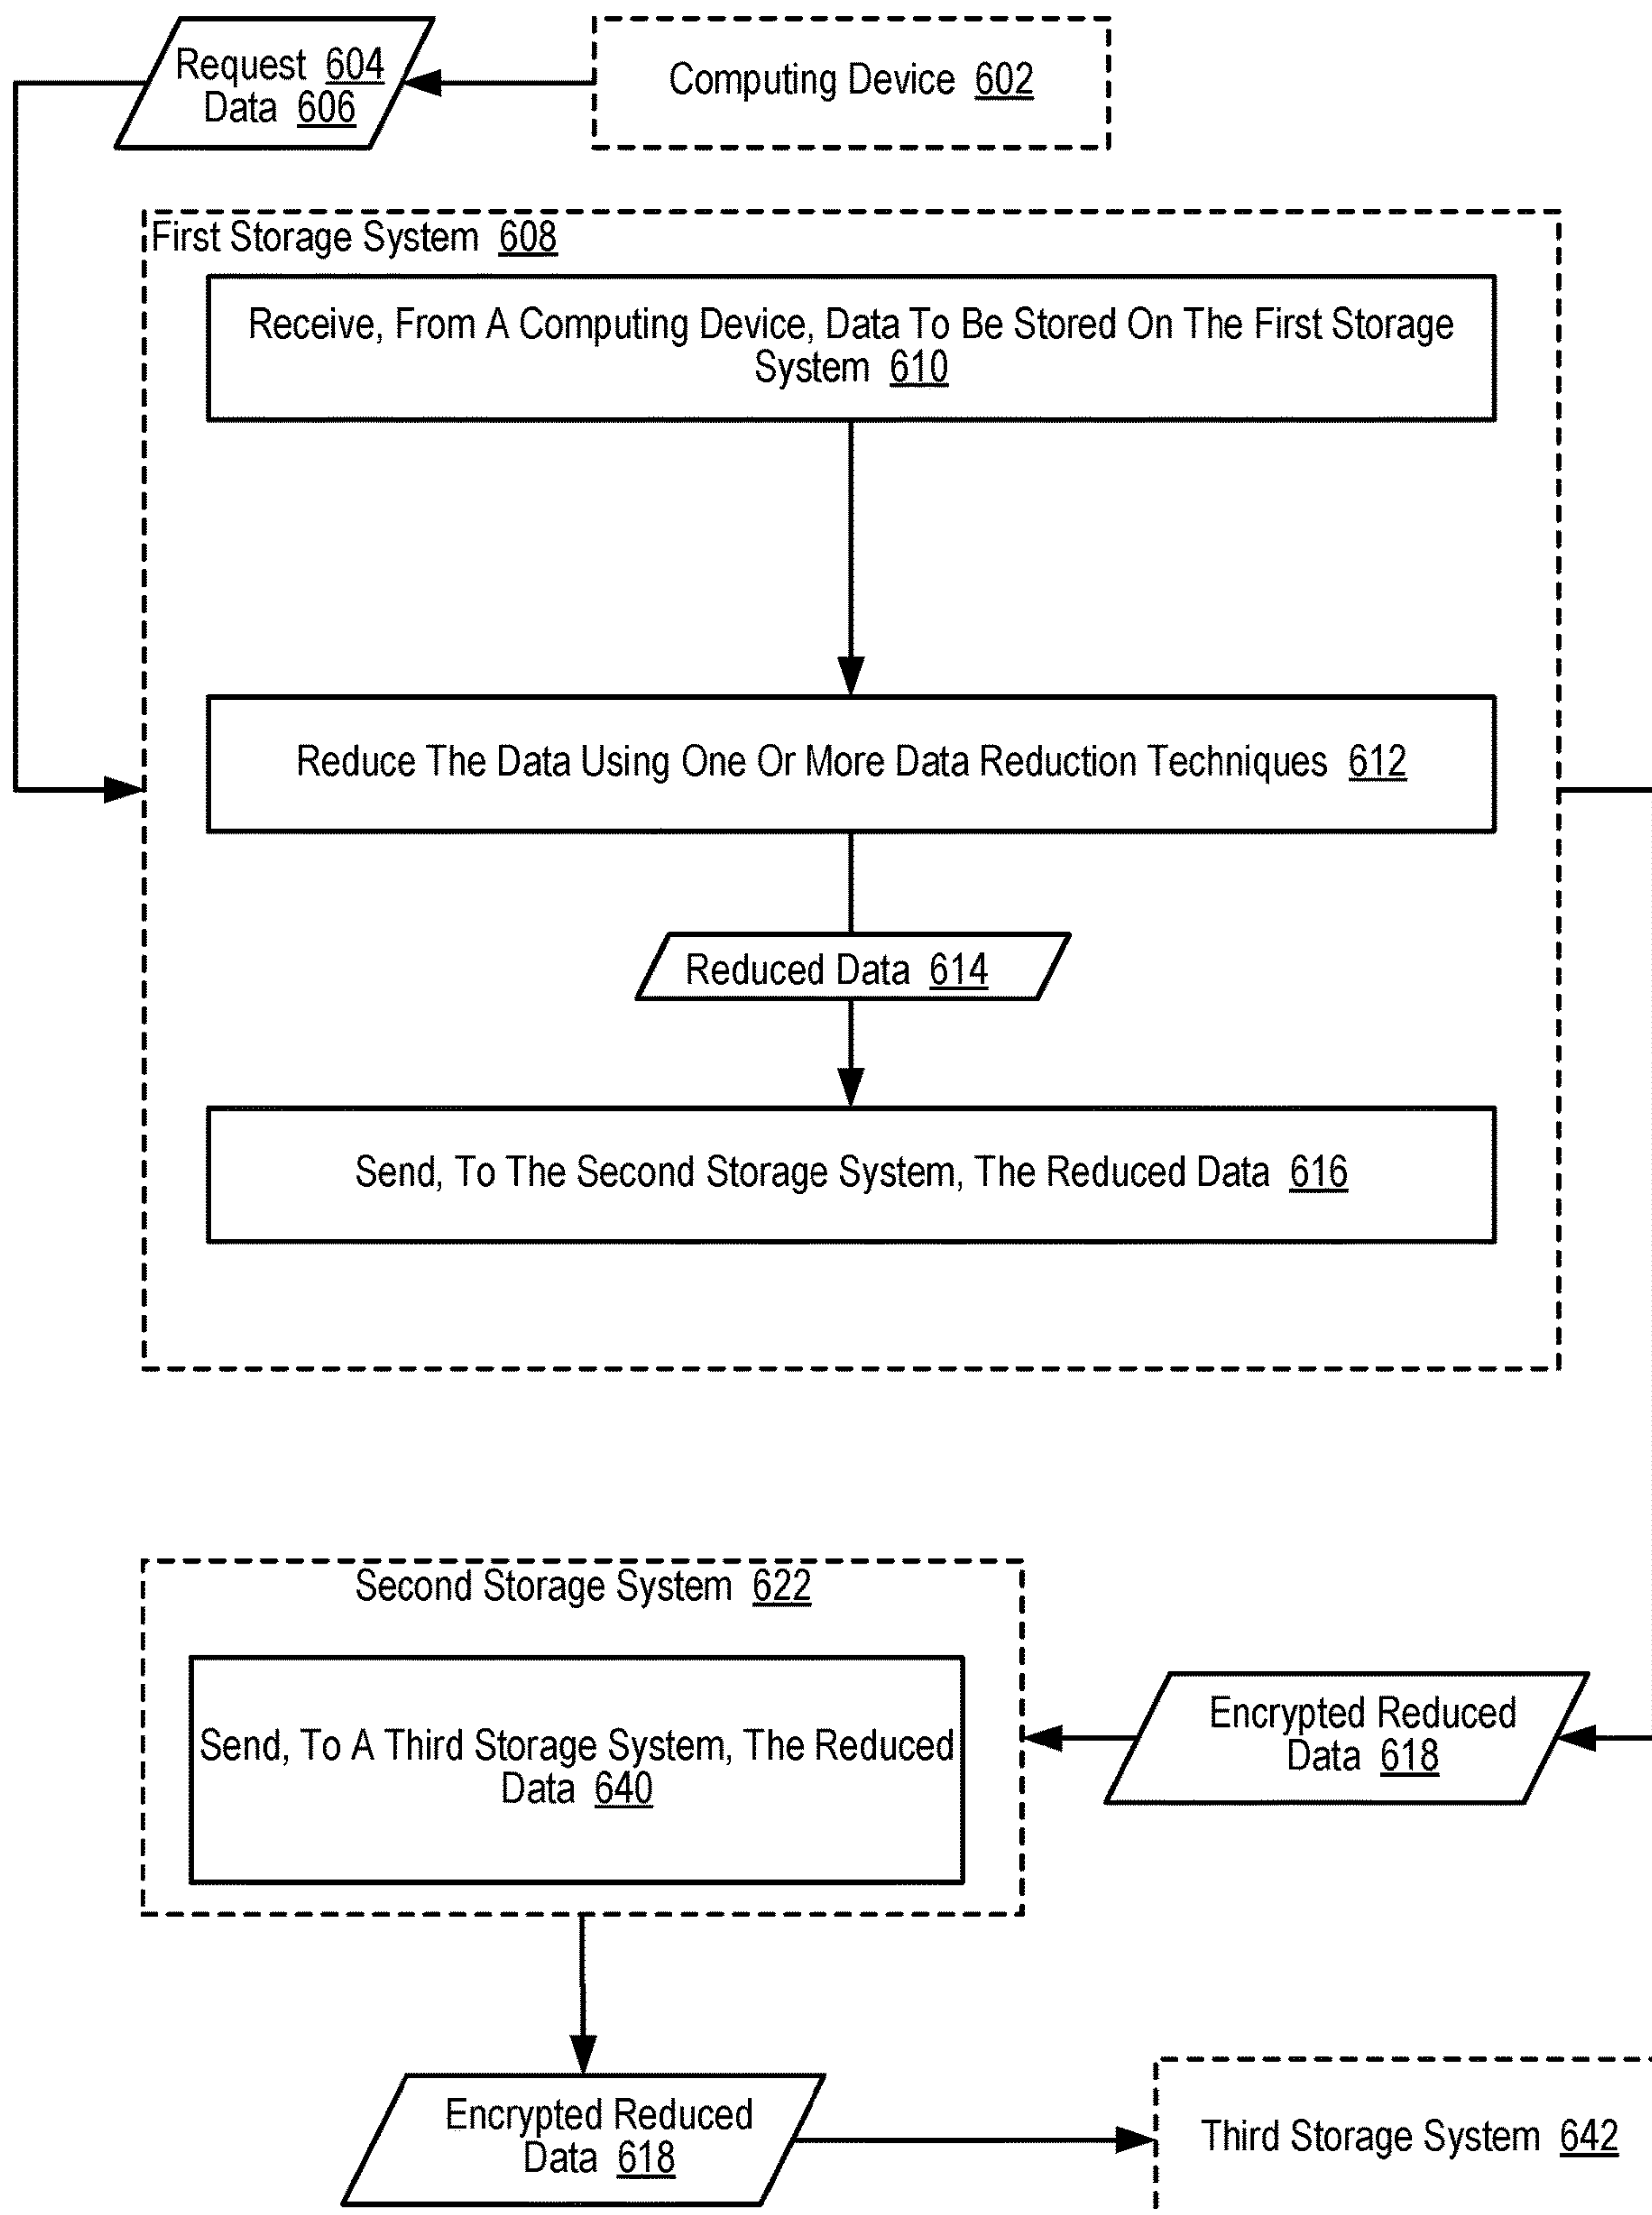 Request 604
Data 606
Computing Device 602
First Storage System 608
Receive, From A Computing Device, Data To Be Stored On The First Storage
System 610
Reduce The Data Using One Or More Data Reduction Techniques 612
Reduced Data 614
Send, To The Second Storage System, The Reduced Data 616
Second Storage System 622
Send, To A Third Storage System, The Reduced
Data 640
Encrypted Reduced
Data 618
Encrypted Reduced
Data 618
Third Storage System 642